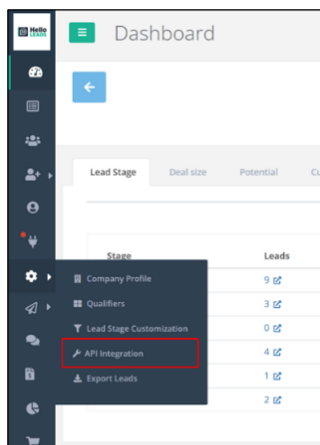 Hello
LEADS
Dashboard
Lead Stage Deal size Potential Cu
Stage Leads
Company Profile 9
Qualifiers 3
Lead Stage Customization 0
API Integration 4
Export Leads 1
2